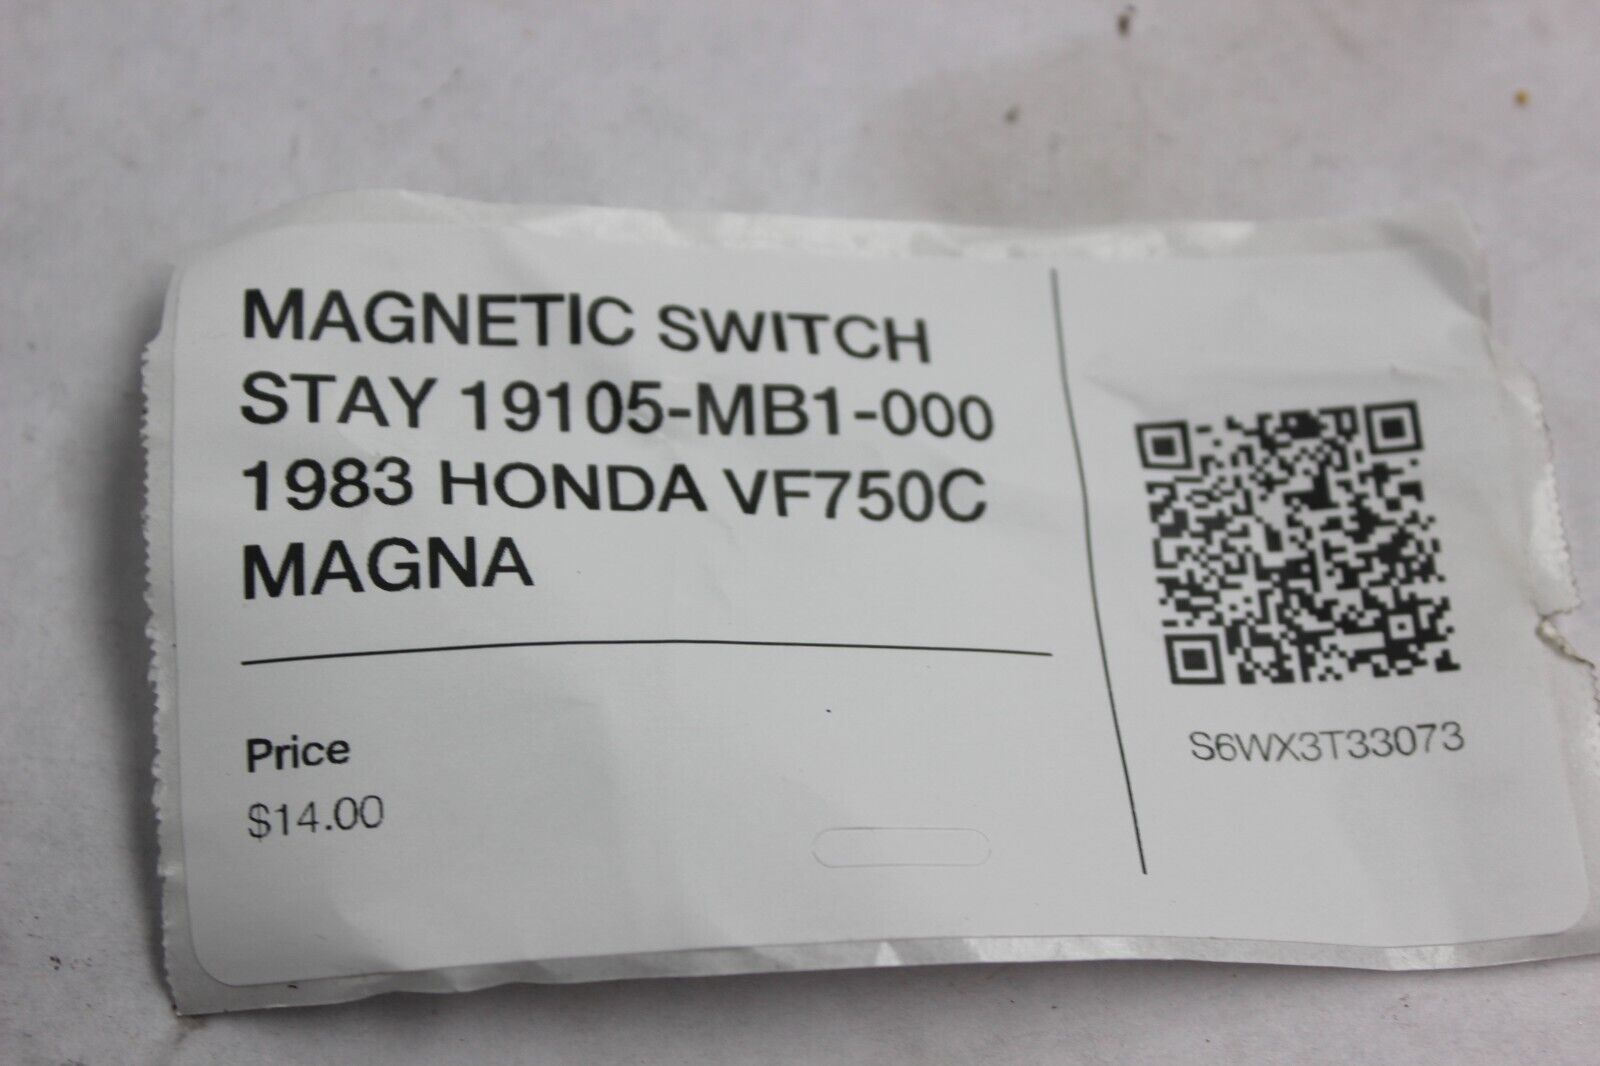 MAGNETIC SWITCH
STAY 19105-MB1-000
1983 HONDA VF750C
MAGNA
Price
$14.00
S6WX3T33073